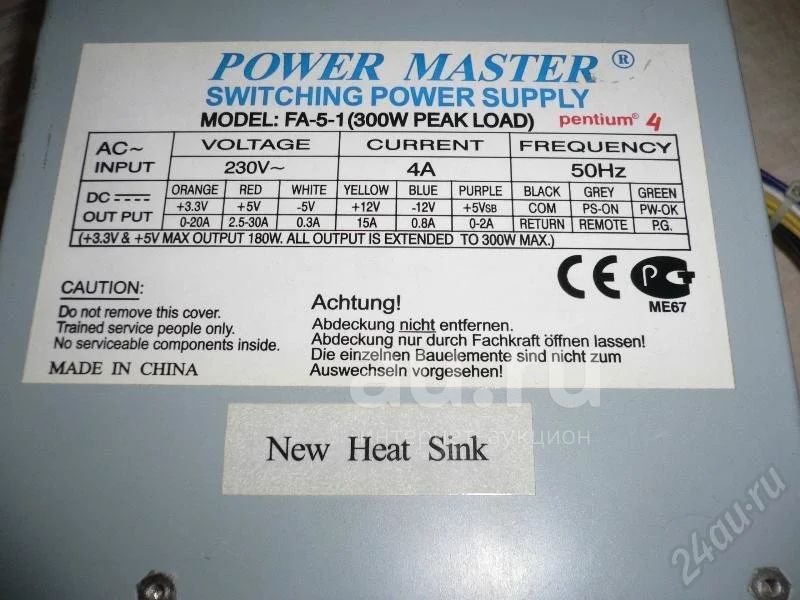 POWER MASTER ®
SWITCHING POWER SUPPLY
MODEL: FA-5-1(300W PEAK LOAD) pentium® 4
AC~ INPUT VOLTAGE CURRENT FREQUENCY
230V~ 4A 50Hz
DC OUT PUT ORANGE RED WHITE YELLOW BLUE PURPLE BLACK GREY GREEN
+3.3V +5V -5V +12V -12V +5VSB COM PS-ON PW-OK
0-20A 2.5-30A 0.3A 15A 0.8A 0-2A RETURN REMOTE P.G.
(+3.3V & +5V MAX OUTPUT 180W. ALL OUTPUT IS EXTENDED TO 300W MAX.)
CAUTION:
Do not remove this cover.
Trained service people only.
No serviceable components inside.
MADE IN CHINA
Achtung!
Abdeckung nicht entfernen.
Abdeckung nur durch Fachkraft öffnen lassen!
Die einzelnen Bauelemente sind nicht zum
Auswechseln vorgesehen!
CE PCT
ME67
au.ru
интернет-аукцион
New Heat Sink
24au.ru